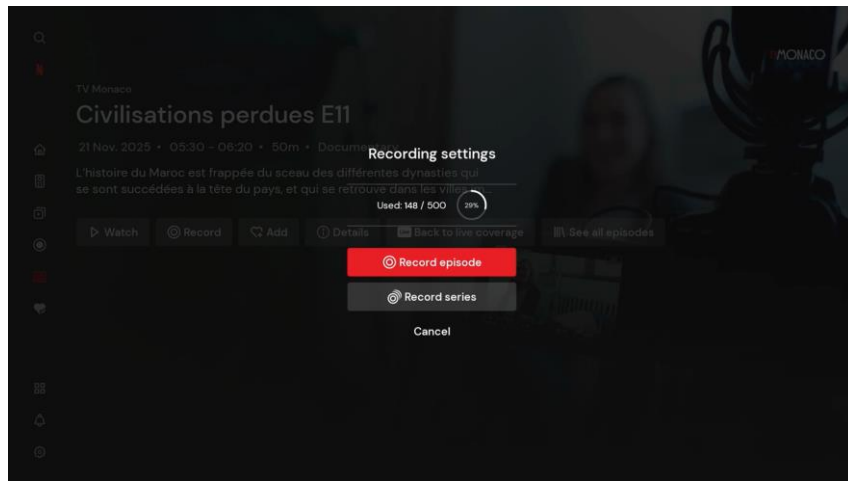 MONACO
TV Monaco
Civilisations perdues E11
21 Nov. 2025 • 05:30 - 06:20 • 50m • Documentary
Recording settings
L'histoire du Maroc est frappée du sceau des différentes dynasties qui
se sont succédées à la tête du pays, et qui se retrouve dans les villes
Used: 148 / 500 29%
Watch Record Add Details Back to live coverage See all episodes
Record episode
Record series
Cancel